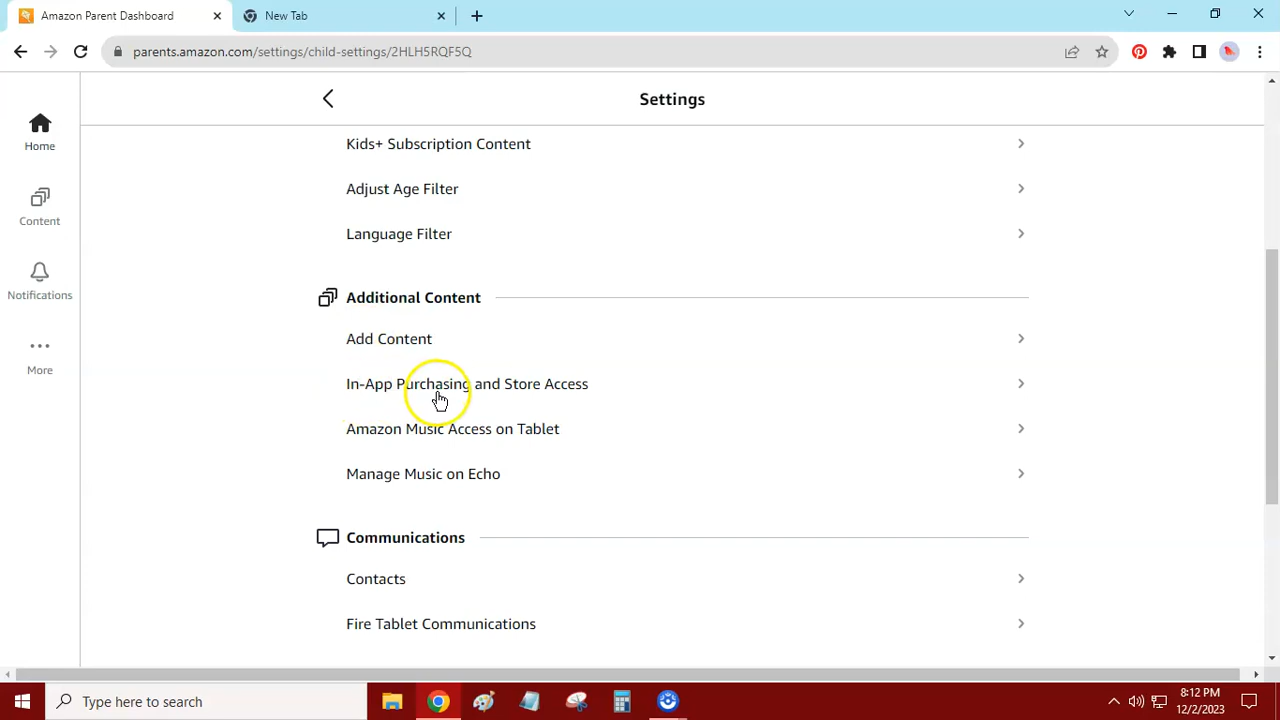 Amazon Parent Dashboard
New Tab
parents.amazon.com/settings/child-settings/2HLH5RQF5Q
Home
Content
Notifications
More
Settings
Kids+ Subscription Content
Adjust Age Filter
Language Filter
Additional Content
Add Content
In-App Purchasing and Store Access
Amazon Music Access on Tablet
Manage Music on Echo
Communications
Contacts
Fire Tablet Communications
Type here to search
8:12 PM
12/2/2023